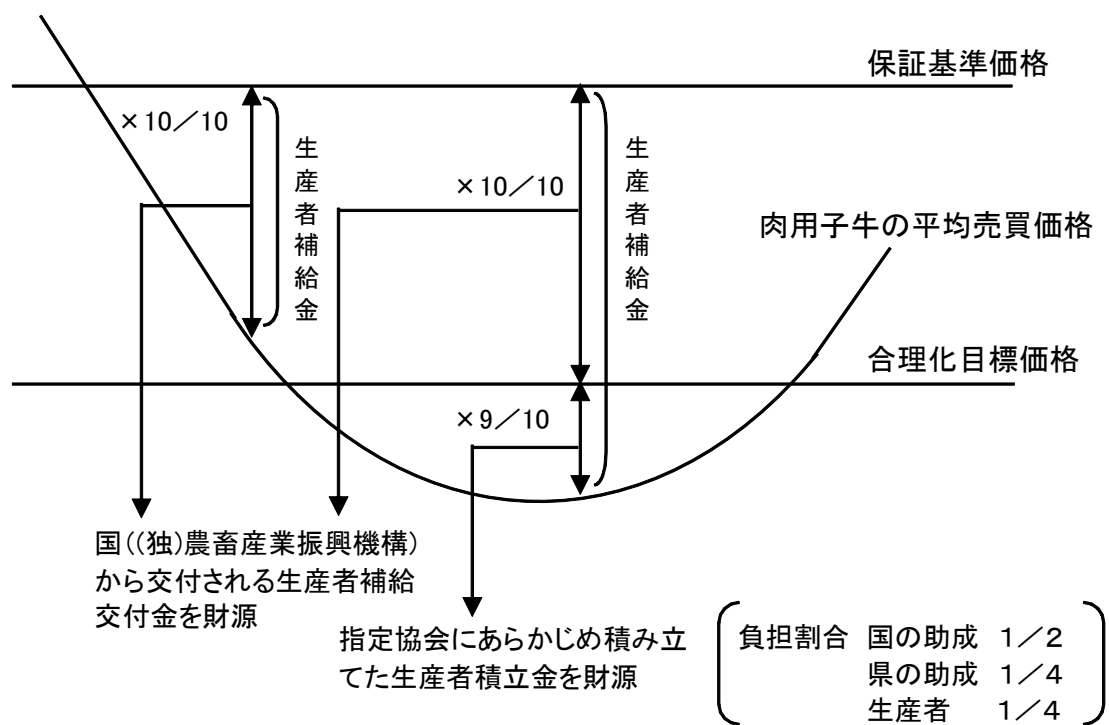 保証基準価格
×10／10
生産者補給金
×10／10
生産者補給金
肉用子牛の平均売買価格
合理化目標価格
×9／10
国((独)農畜産業振興機構)
から交付される生産者補給
交付金を財源
指定協会にあらかじめ積み立
てた生産者積立金を財源
負担割合 国の助成 1／2
県の助成 1／4
生産者 1／4